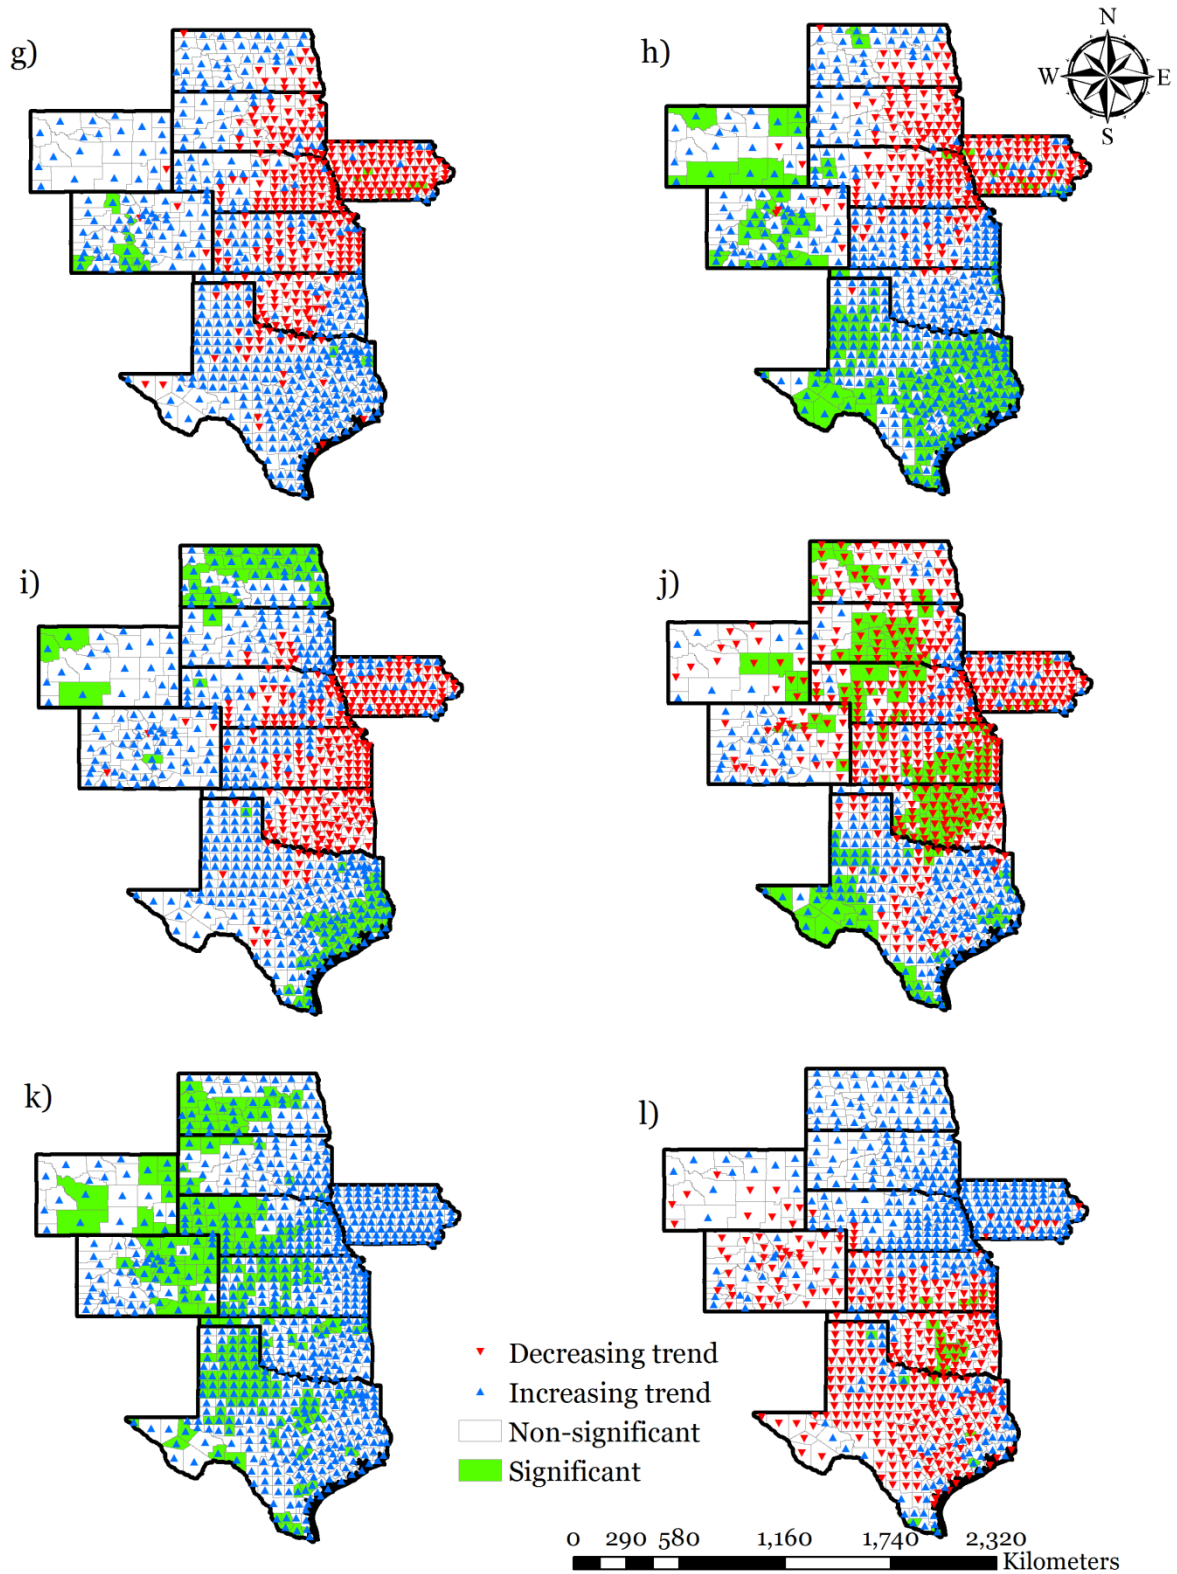 g)
h)
N
W
E
S
i)
j)
k)
l)
Decreasing trend
Increasing trend
Non-significant
Significant
0 290 580 1,160 1,740 2,320
Kilometers